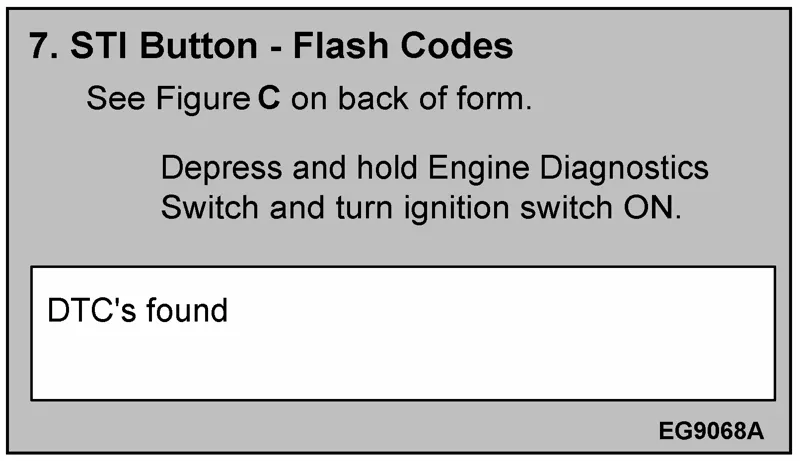 7. STI Button - Flash Codes
See Figure C on back of form.
Depress and hold Engine Diagnostics
Switch and turn ignition switch ON.
DTC's found
EG9068A